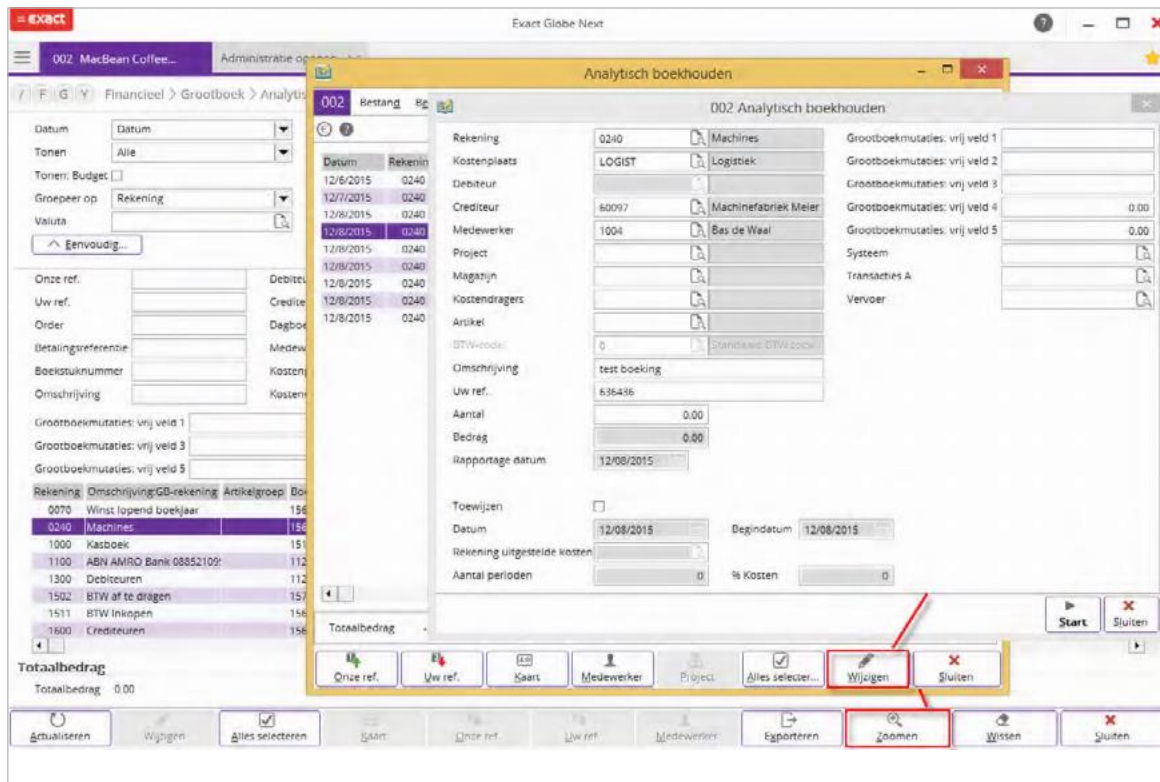 = exact
Exact Globe Next
002 MacBean Coffee...
Administratie op
/ F G Y Financieel > Grootboek > Analytis
Datum Datum
Tonen Alle
Tonen: Budget
Groepeer op Rekening
Valuta
Eenvoudig...
Onze ref.
Uw ref.
Order
Betalingsreferentie
Boekstuknummer
Omschrijving
Debiteu
Credite
Dagboe
Medew
Kosten
Grootboekmutaties: vrij veld 1
Grootboekmutaties: vrij veld 3
Grootboekmutaties: vrij veld 5
Rekening Omschrijving:GB-rekening Artikelgroep Bo
0070 Winst lopend boekjaar 156
0240 Machines 156
1000 Kasboek 151
1100 ABN AMRO Bank 112
1300 Debiteuren 112
1502 BTW af te dragen 157
1511 BTW Inkopen 156
1600 Crediteuren 156
Totaalbedrag
Totaalbedrag 0.00
Analytisch boekhouden
002 Bestand
Datum Rekenin
12/6/2015 0240
12/7/2015 0240
12/8/2015 0240
12/8/2015 0240
12/8/2015 0240
12/8/2015 0240
12/8/2015 0240
12/8/2015 0240
12/8/2015 0240
Totaalbedrag
002 Analytisch boekhouden
Rekening 0240 Machines
Kostenplaats LOGIST Logistiek
Debiteur
Crediteur 60097 Machinefabriek Meier
Medewerker 1004 Bas de Waal
Project
Magazijn
Kostendragers
Artikel
BTW-code 0 Standaard BTW-code
Omschrijving test boeking
Uw ref. 636436
Aantal 0.00
Bedrag 0.00
Rapportage datum 12/08/2015
Grootboekmutaties: vrij veld 1
Grootboekmutaties: vrij veld 2
Grootboekmutaties: vrij veld 3
Grootboekmutaties: vrij veld 4 0.00
Grootboekmutaties: vrij veld 5 0.00
Systeem
Transacties A
Vervoer
Toewijzen
Datum 12/08/2015 Begindatum 12/08/2015
Rekening uitgestelde kosten
Aantal perioden 0 % Kosten 0
Start Sluiten
Onze ref. Uw ref. Kaart Medewerker Project Alles selecter... Wijzigen Sluiten
Actualiseren Wijzigen Alles selecteren Kaart Onze ref. Uw ref. Medewerker Exporteren Zoomen Wissen Sluiten